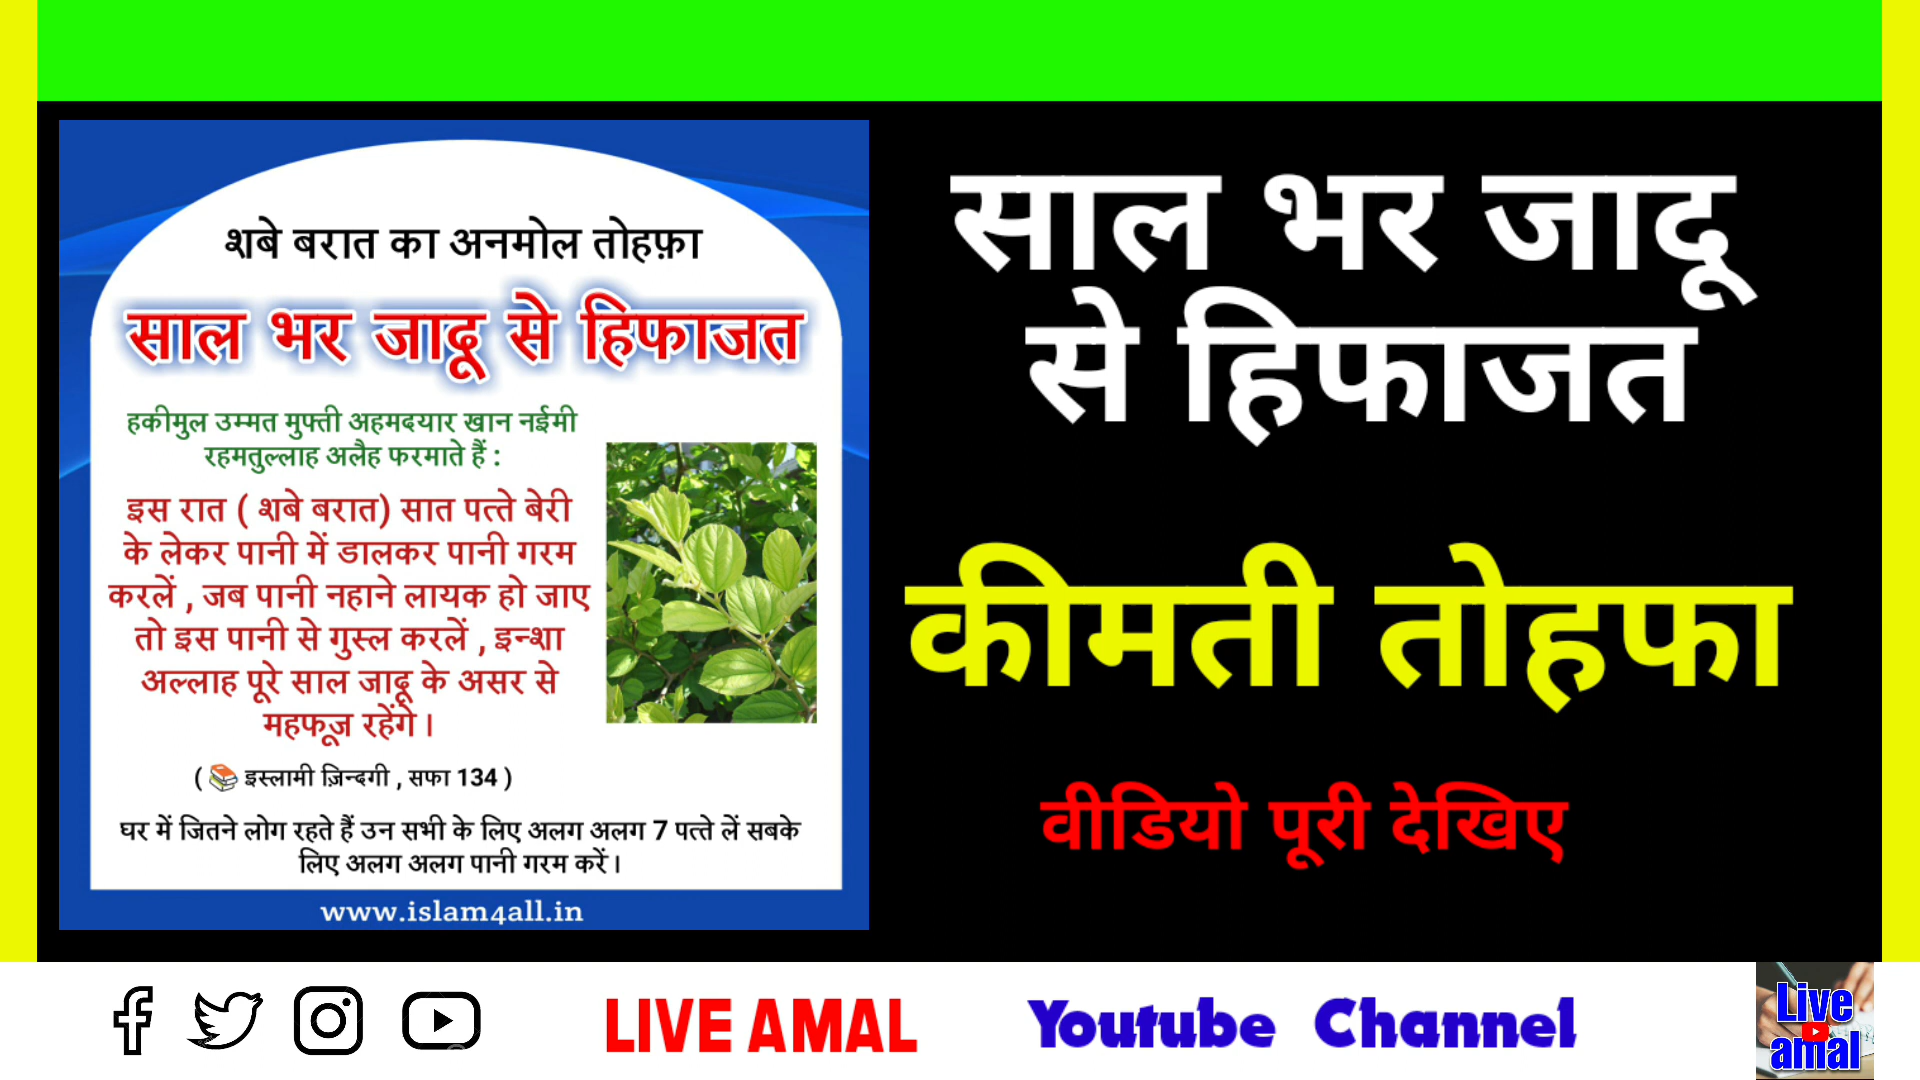 शबे बरात का अनमोल तोहफ़ा
साल भर जादू से हिफाजत
हकीमुल उम्मत मुफ्ती अहमदयार खान नईमी
रहमतुल्लाह अलैह फरमाते हैं :
इस रात ( शबे बरात) सात पत्ते बेरी
के लेकर पानी में डालकर पानी गरम
करलें , जब पानी नहाने लायक हो जाए
तो इस पानी से गुस्ल करलें , इन्शा
अल्लाह पूरे साल जादू के असर से
महफूज़ रहेंगे ।
( 📚 इस्लामी ज़िन्दगी , सफा 134 )
घर में जितने लोग रहते हैं उन सभी के लिए अलग अलग 7 पत्ते लें सबके
लिए अलग अलग पानी गरम करें ।
www.islam4all.in
साल भर जादू
से हिफाजत
कीमती तोहफा
वीडियो पूरी देखिए
LIVE AMAL
Youtube Channel
Live
amal